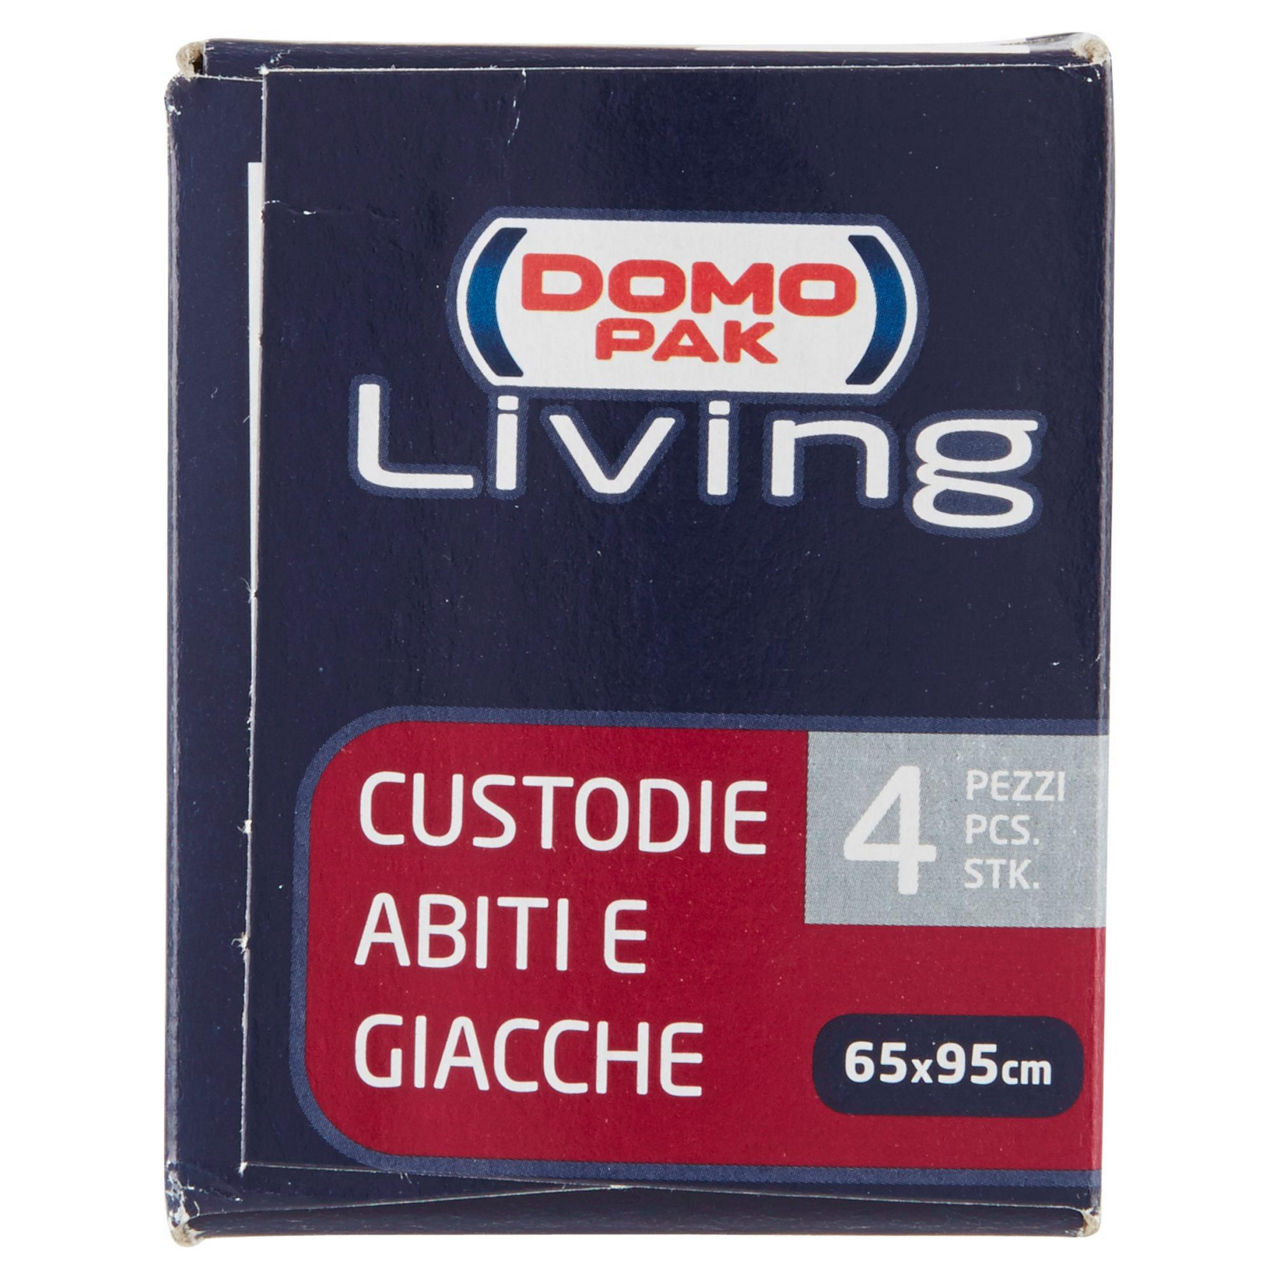 DOMO
PAK
Living
CUSTODIE
ABITI E
GIACCHE
4
PEZZI
PCS.
STK.
65x95cm